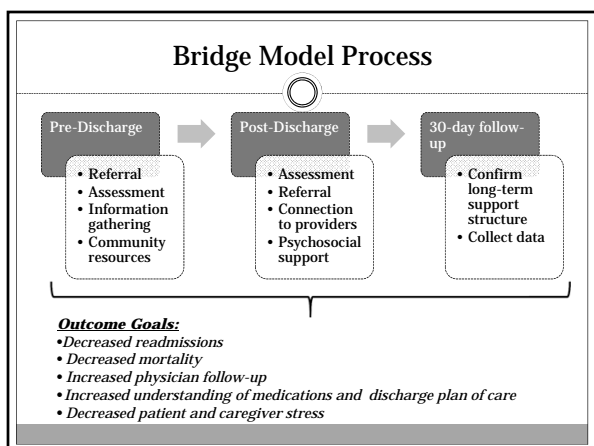 Bridge Model Process
Pre-Discharge
• Referral
• Assessment
• Information
gathering
• Community
resources
Post-Discharge
• Assessment
• Referral
• Connection
to providers
• Psychosocial
support
30-day follow-
up
• Confirm
long-term
support
structure
• Collect data
Outcome Goals:
•Decreased readmissions
• Decreased mortality
• Increased physician follow-up
•Increased understanding of medications and discharge plan of care
• Decreased patient and caregiver stress